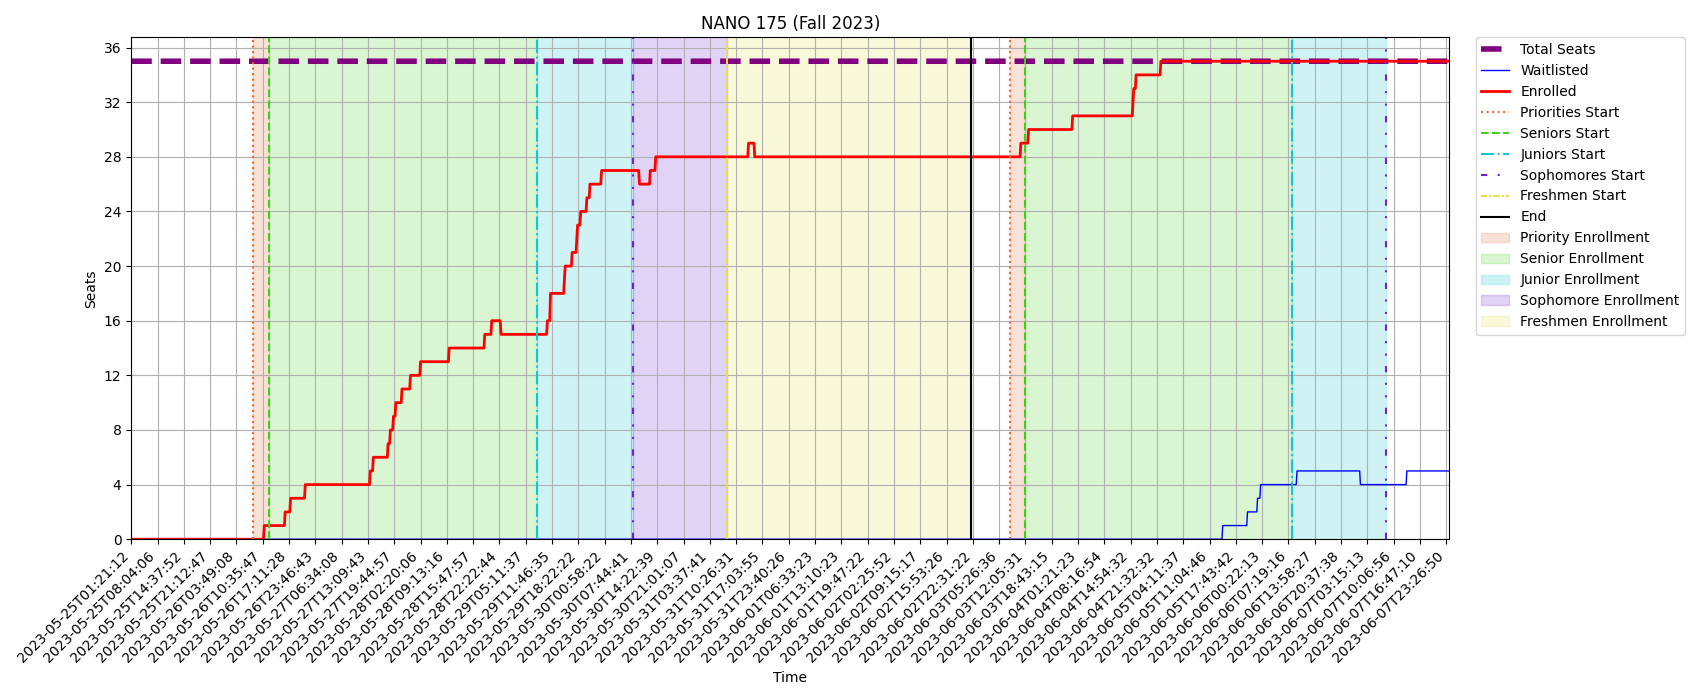 NANO 175 (Fall 2023)
Seats
36
32
28
24
20
16
12
8
4
0
2023-05-25T01:21:12
2023-05-25T08:04:06
2023-05-25T14:37:52
2023-05-25T21:12:47
2023-05-26T03:49:08
2023-05-26T10:35:47
2023-05-26T17:11:28
2023-05-26T23:46:43
2023-05-27T06:34:08
2023-05-27T13:09:43
2023-05-27T19:44:57
2023-05-28T02:20:06
2023-05-28T09:13:16
2023-05-28T15:47:57
2023-05-28T22:22:44
2023-05-29T05:11:37
2023-05-29T11:46:35
2023-05-29T18:22:22
2023-05-30T00:58:22
2023-05-30T07:44:41
2023-05-30T14:22:39
2023-05-30T21:01:07
2023-05-31T03:37:41
2023-05-31T10:26:31
2023-05-31T17:03:55
2023-05-31T23:40:26
2023-06-01T06:33:23
2023-06-01T13:10:23
2023-06-01T19:47:22
2023-06-02T02:25:52
2023-06-02T09:15:17
2023-06-02T15:53:26
2023-06-02T22:31:22
2023-06-03T05:26:36
2023-06-03T12:05:31
2023-06-03T18:43:15
2023-06-04T01:21:23
2023-06-04T08:16:54
2023-06-04T14:54:32
2023-06-04T21:32:32
2023-06-05T04:11:37
2023-06-05T11:04:46
2023-06-05T17:43:42
2023-06-06T00:22:13
2023-06-06T07:19:16
2023-06-06T13:58:27
2023-06-06T20:37:38
2023-06-07T03:15:13
2023-06-07T10:06:56
2023-06-07T16:47:10
2023-06-07T23:26:50
Time
Total Seats
Waitlisted
Enrolled
Priorities Start
Seniors Start
Juniors Start
Sophomores Start
Freshmen Start
End
Priority Enrollment
Senior Enrollment
Junior Enrollment
Sophomore Enrollment
Freshmen Enrollment